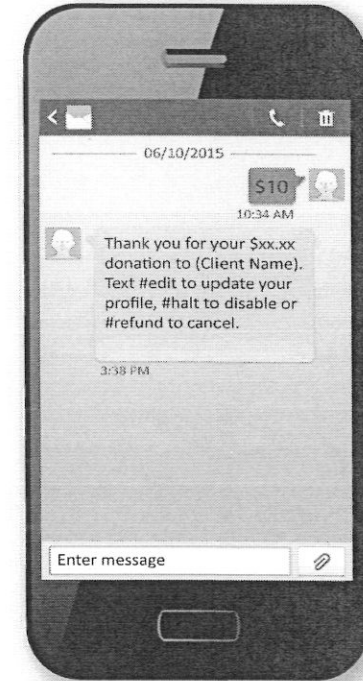 06/10/2015
$10
10:34 AM
Thank you for your $xx.xx
donation to (Client Name).
Text #edit to update your
profile, #halt to disable or
#refund to cancel.
3:38 PM
Enter message